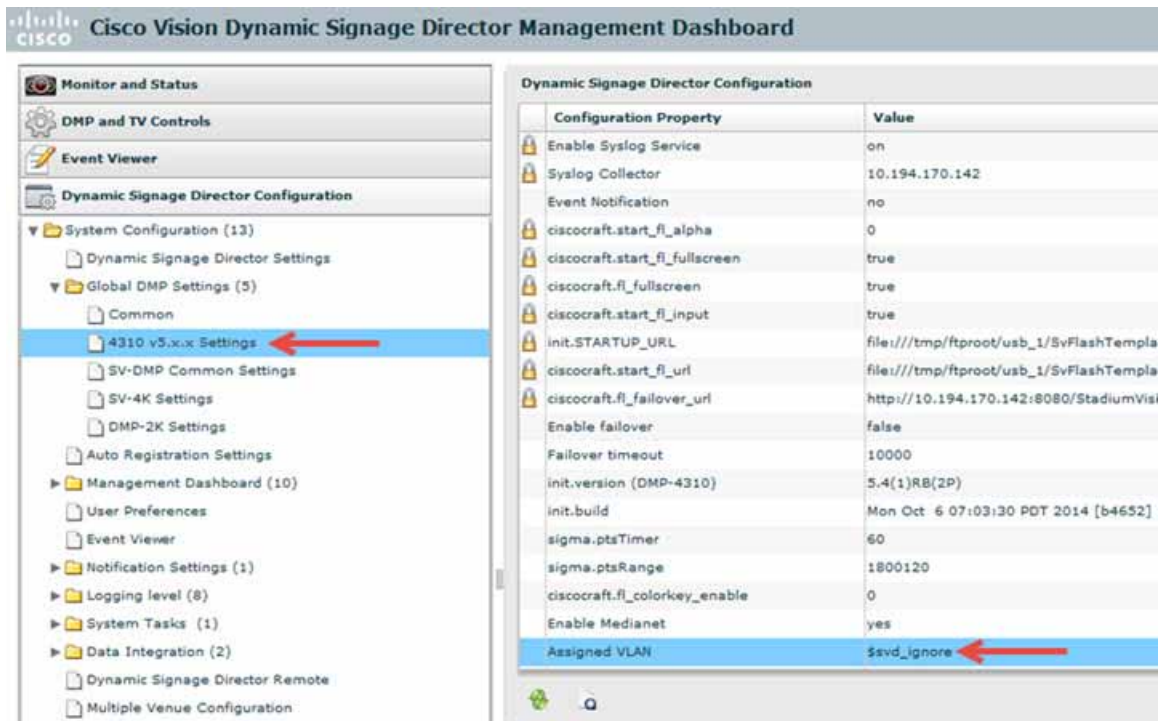 CISCO Cisco Vision Dynamic Signage Director Management Dashboard
Monitor and Status
DMP and TV Controls
Event Viewer
Dynamic Signage Director Configuration
System Configuration (13)
Dynamic Signage Director Settings
Global DMP Settings (5)
Common
4310 v5.x.x Settings
SV-DMP Common Settings
SV-4K Settings
DMP-2K Settings
Auto Registration Settings
Management Dashboard (10)
User Preferences
Event Viewer
Notification Settings (1)
Logging level (8)
System Tasks (1)
Data Integration (2)
Dynamic Signage Director Remote
Multiple Venue Configuration
Dynamic Signage Director Configuration
Configuration Property Value
Enable Syslog Service on
Syslog Collector 10.194.170.142
Event Notification no
ciscocraft.start_fl_alpha 0
ciscocraft.start_fl_fullscreen true
ciscocraft.fl_fullscreen true
ciscocraft.start_fl_input true
init.STARTUP_URL file:///tmp/ftproot/usb_1/SvFlashTempla
ciscocraft.start_fl_url file:///tmp/ftproot/usb_1/SvFlashTempla
ciscocraft.fl_failover_url http://10.194.170.142:8080/StadiumVisi
Enable failover false
Failover timeout 10000
init.version (DMP-4310) 5.4(1)RB(2P)
init.build Mon Oct 6 07:03:30 PDT 2014 [b4652]
sigma.ptsTimer 60
sigma.ptsRange 1800120
ciscocraft.fl_colorkey_enable 0
Enable Medianet yes
Assigned VLAN $svd_ignore